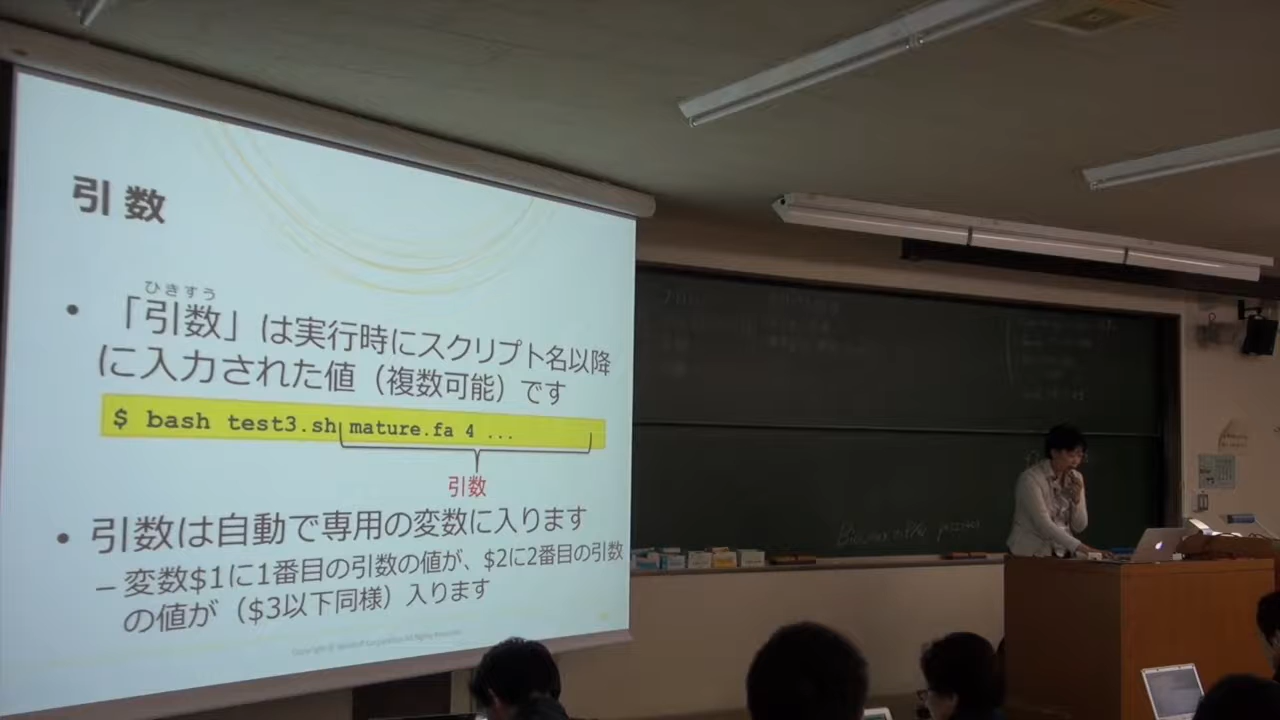 引数
ひきすう
• 「引数」は実行時にスクリプト名以降
に入力された値（複数可能）です
$ bash test3.sh mature.fa 4 ...
引数
• 引数は自動で専用の変数に入ります
– 変数$1に1番目の引数の値が、$2に2番目の引数
の値が（$3以下同様）入ります